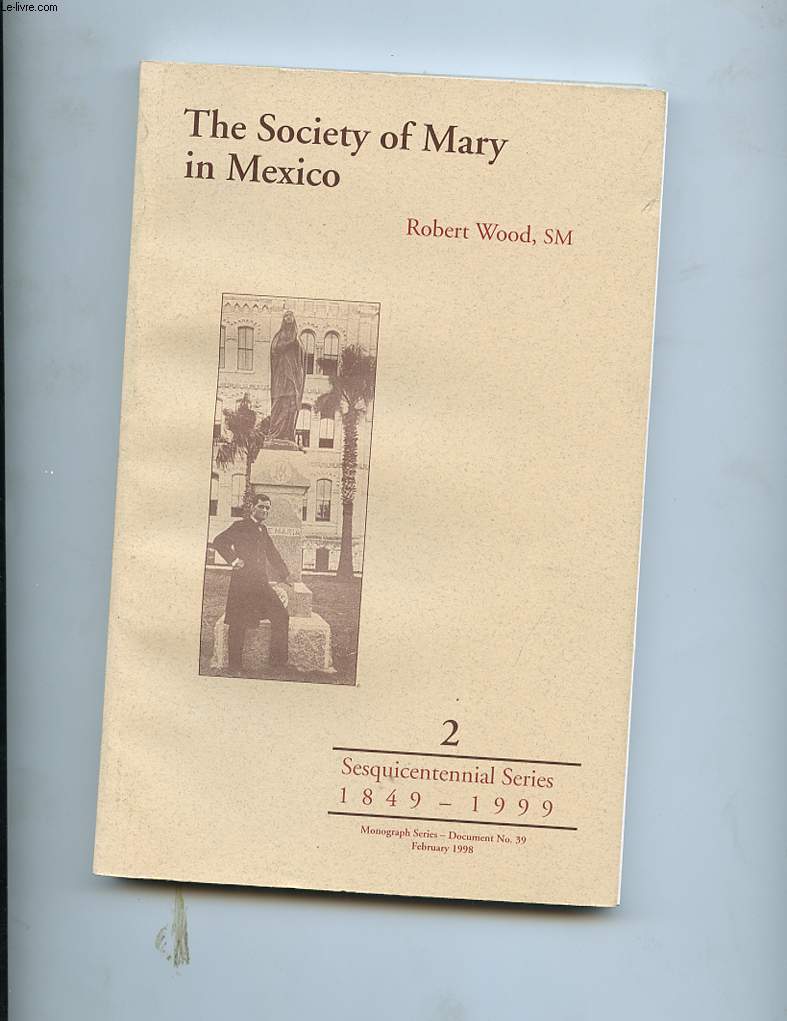 Le-livre.com
The Society of Mary
in Mexico
Robert Wood, SM
MARIA
2
Sesquicentennial Series
1849 – 1999
Monograph Series – Document No. 39
February 1998